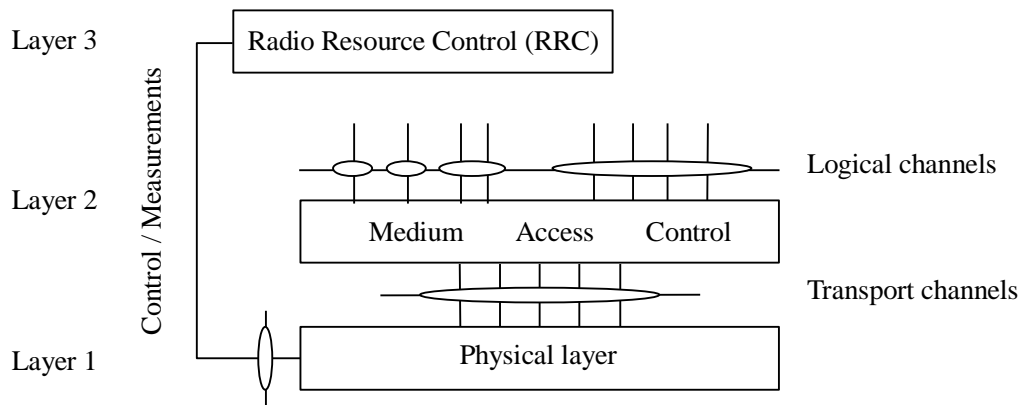 Layer 3
Radio Resource Control (RRC)
Control / Measurements
Logical channels
Layer 2
Medium Access Control
Transport channels
Layer 1
Physical layer